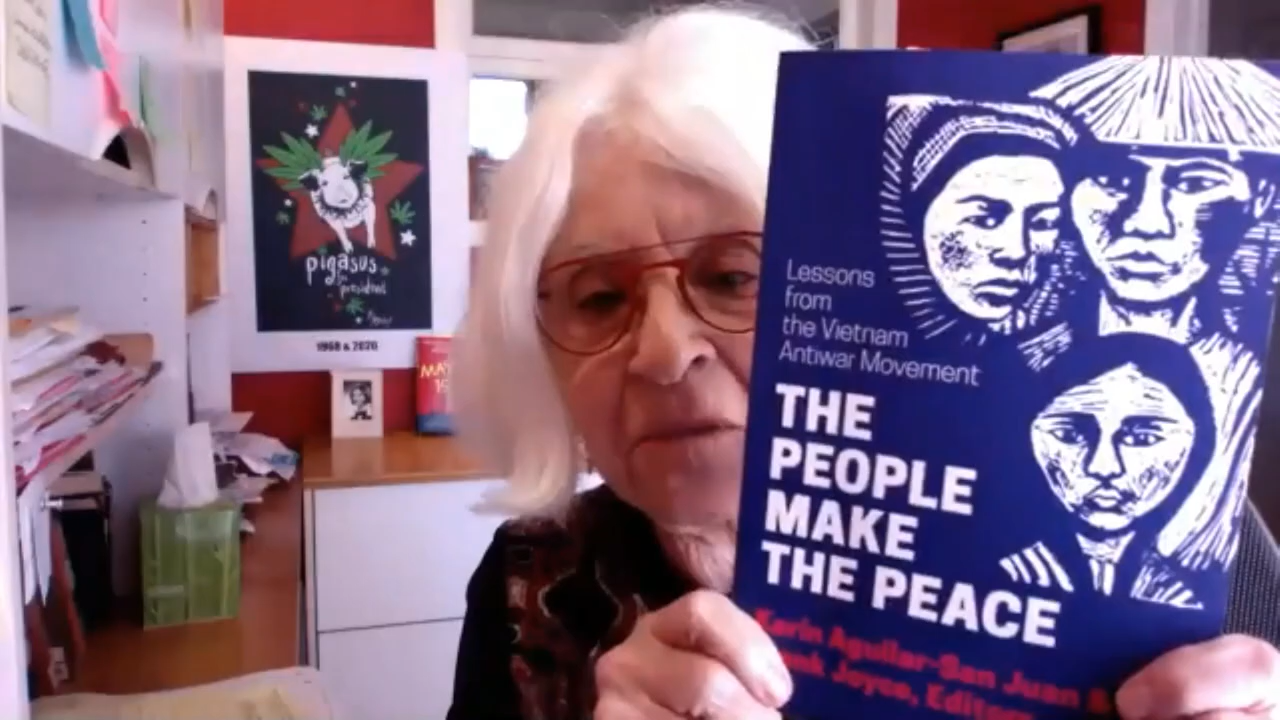 pigasus
for
president
1968 & 2020
MAY
Lessons
from
the Vietnam
Antiwar Movement
THE
PEOPLE
MAKE
THE PEACE
Karin Aguilar-San Juan &
Joyce, Editors